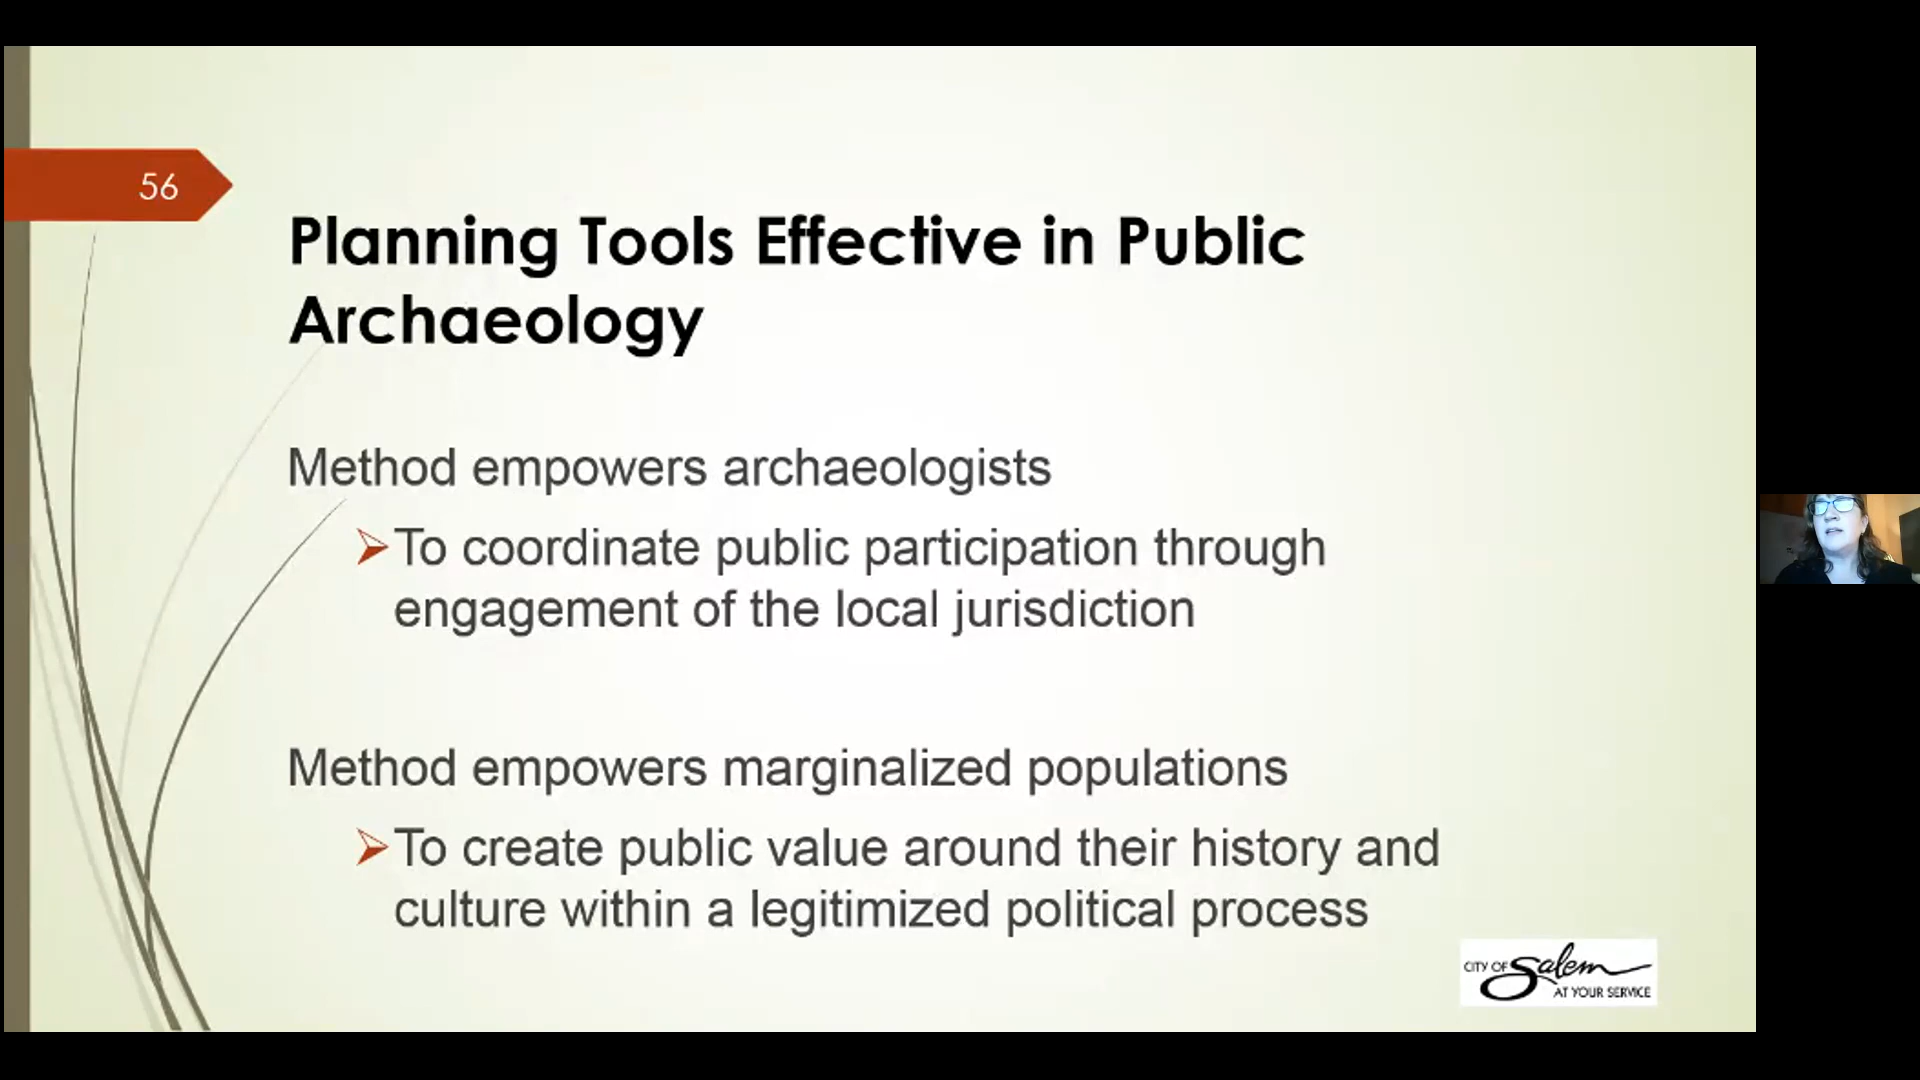 56
Planning Tools Effective in Public
Archaeology
Method empowers archaeologists
To coordinate public participation through
engagement of the local jurisdiction
Method empowers marginalized populations
To create public value around their history and
culture within a legitimized political process
CITY OF Salem
AT YOUR SERVICE